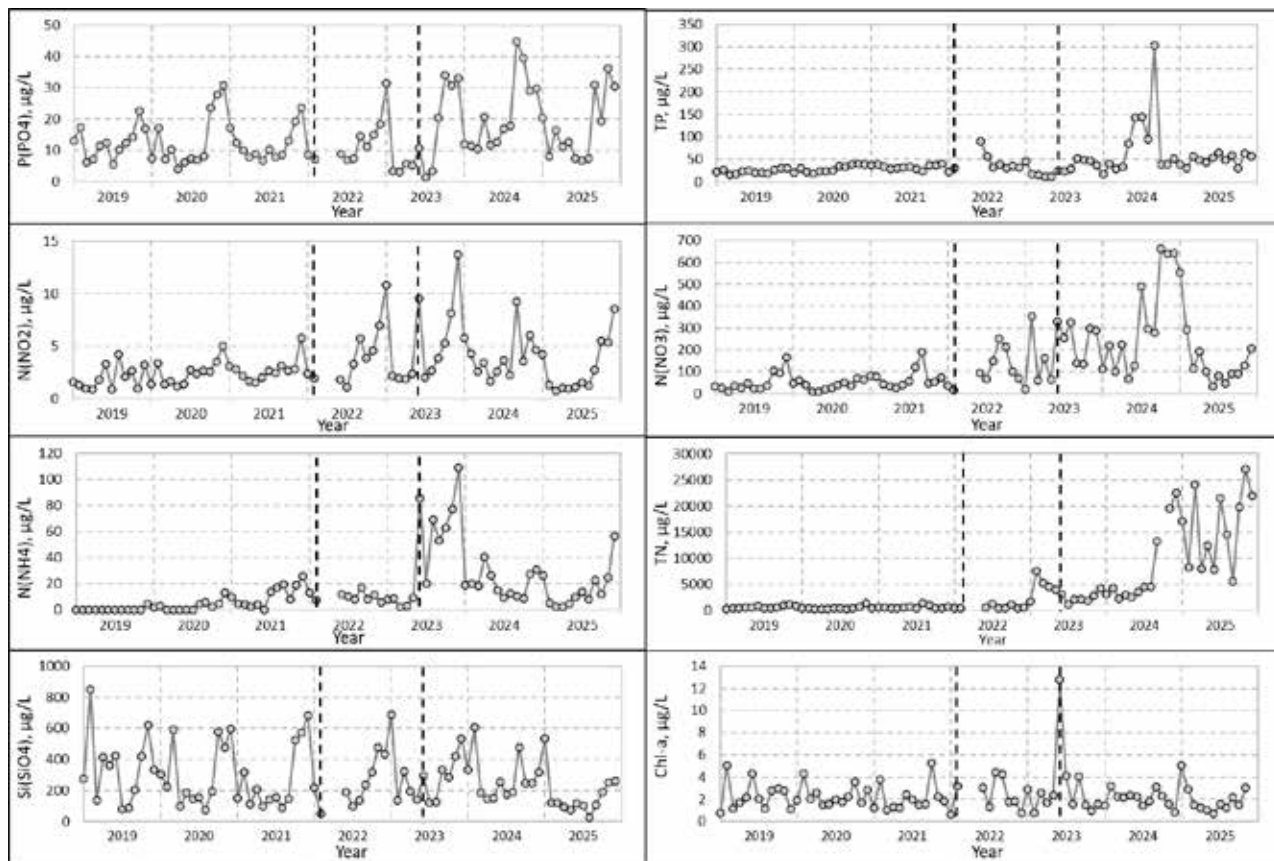 P(PO4), µg/L
50
40
30
20
10
0
2019 2020 2021 2022 2023 2024 2025
Year
TP, µg/L
350
300
250
200
150
100
50
0
2019 2020 2021 2022 2023 2024 2025
Year
N(NO2), µg/L
15
10
5
0
2019 2020 2021 2022 2023 2024 2025
Year
N(NO3), µg/L
700
600
500
400
300
200
100
0
2019 2020 2021 2022 2023 2024 2025
Year
N(NH4), µg/L
120
100
80
60
40
20
0
2019 2020 2021 2022 2023 2024 2025
Year
TN, µg/L
30000
25000
20000
15000
10000
5000
0
2019 2020 2021 2022 2023 2024 2025
Year
Si(SiO4), µg/L
1000
800
600
400
200
0
2019 2020 2021 2022 2023 2024 2025
Year
Chl-a, µg/L
14
12
10
8
6
4
2
0
2019 2020 2021 2022 2023 2024 2025
Year